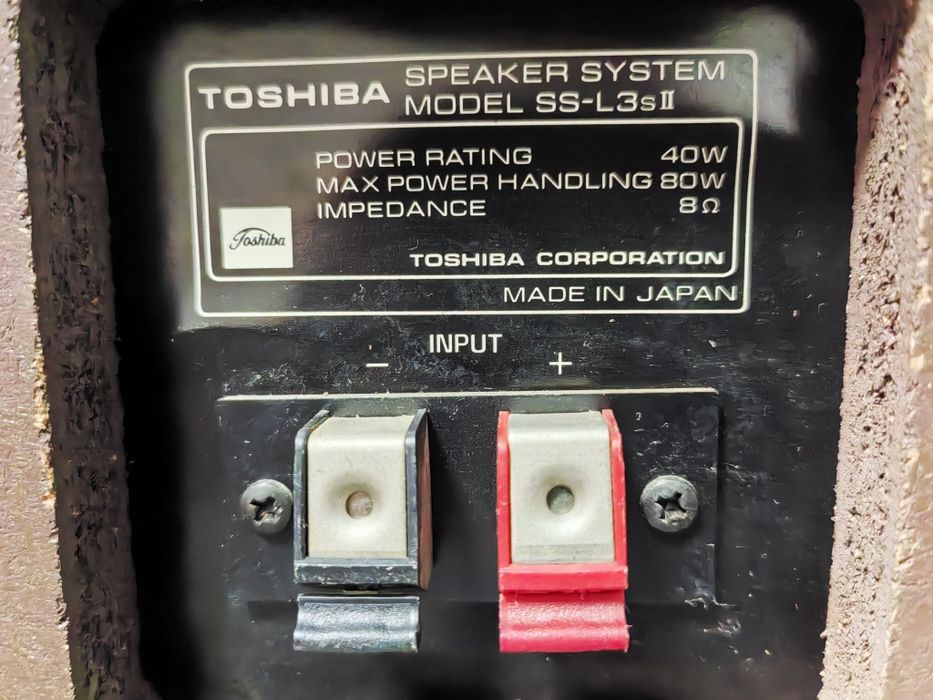 TOSHIBA SPEAKER SYSTEM
MODEL SS-L3sII
POWER RATING 40W
MAX POWER HANDLING 80W
IMPEDANCE 8Ω
Toshiba
TOSHIBA CORPORATION
MADE IN JAPAN
INPUT
- +